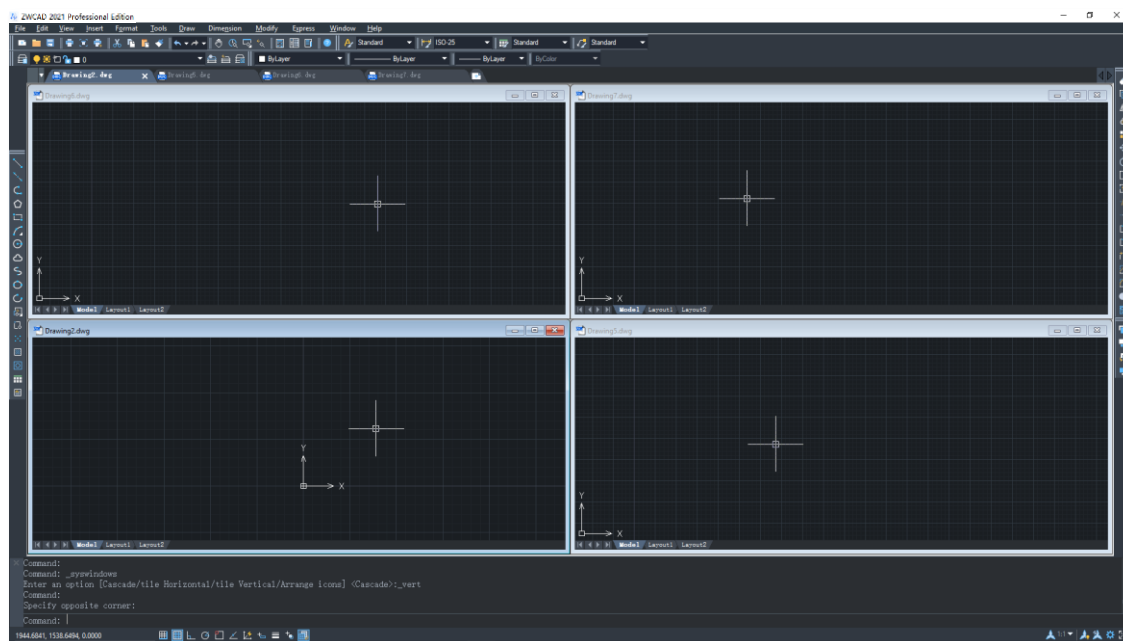 ZWCAD 2021 Professional Edition
File Edit View Insert Format Tools Draw Dimension Modify Express Window Help
Standard ISO-25 Standard Standard
0 ByLayer ByLayer ByLayer ByColor
Drawing2.dwg Drawing5.dwg Drawing6.dwg Drawing7.dwg
Drawing6.dwg
Y
X
Model Layout1 Layout2
Drawing7.dwg
Y
X
Model Layout1 Layout2
Drawing2.dwg
Y
X
Model Layout1 Layout2
Drawing5.dwg
Y
X
Model Layout1 Layout2
Command:
Command: _syswindows
Enter an option [Cascade/tile Horizontal/tile Vertical/Arrange icons] <Cascade>:_vert
Command:
Specify opposite corner:
Command:
1944.6841, 1538.6494, 0.0000 1:1